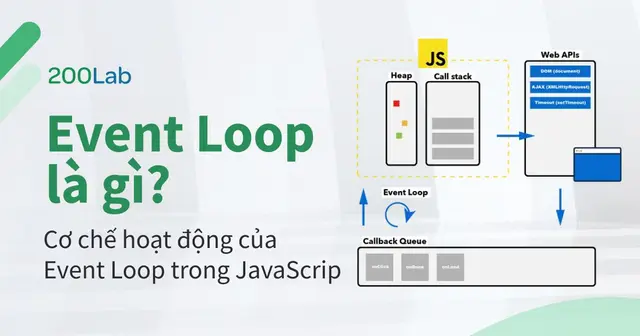 200Lab
Event Loop
là gì?
Cơ chế hoạt động của
Event Loop trong JavaScrip
JS
Heap
Call stack
Web APIs
DOM (document)
AJAX (XMLHttpRequest)
Timeout (setTimeout)
Event Loop
Callback Queue
onClick
onLoad